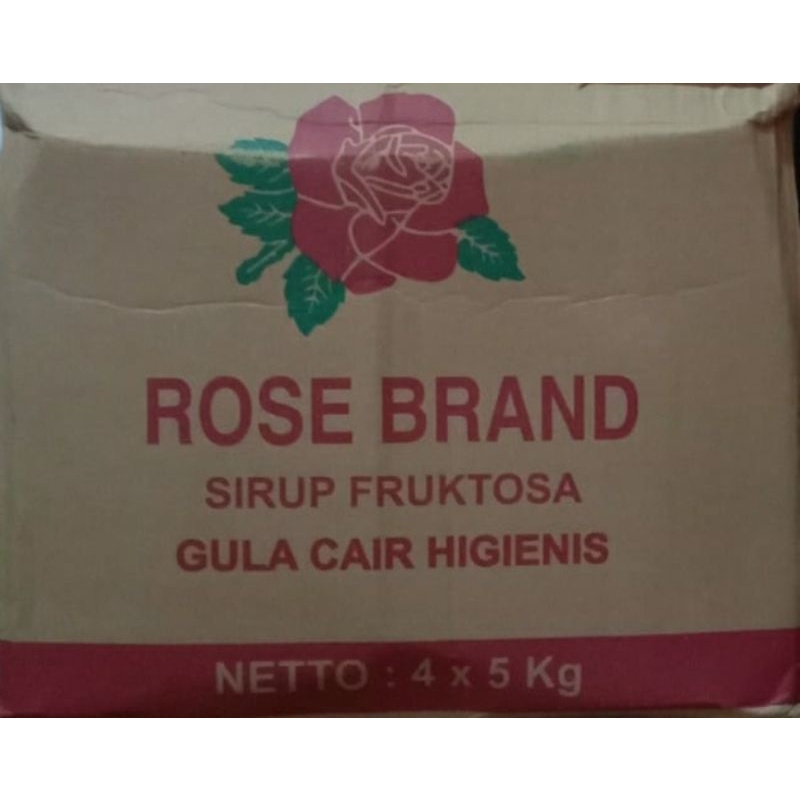 ROSE BRAND
SIRUP FRUKTOSA
GULA CAIR HIGIENIS
NETTO : 4 x 5 Kg